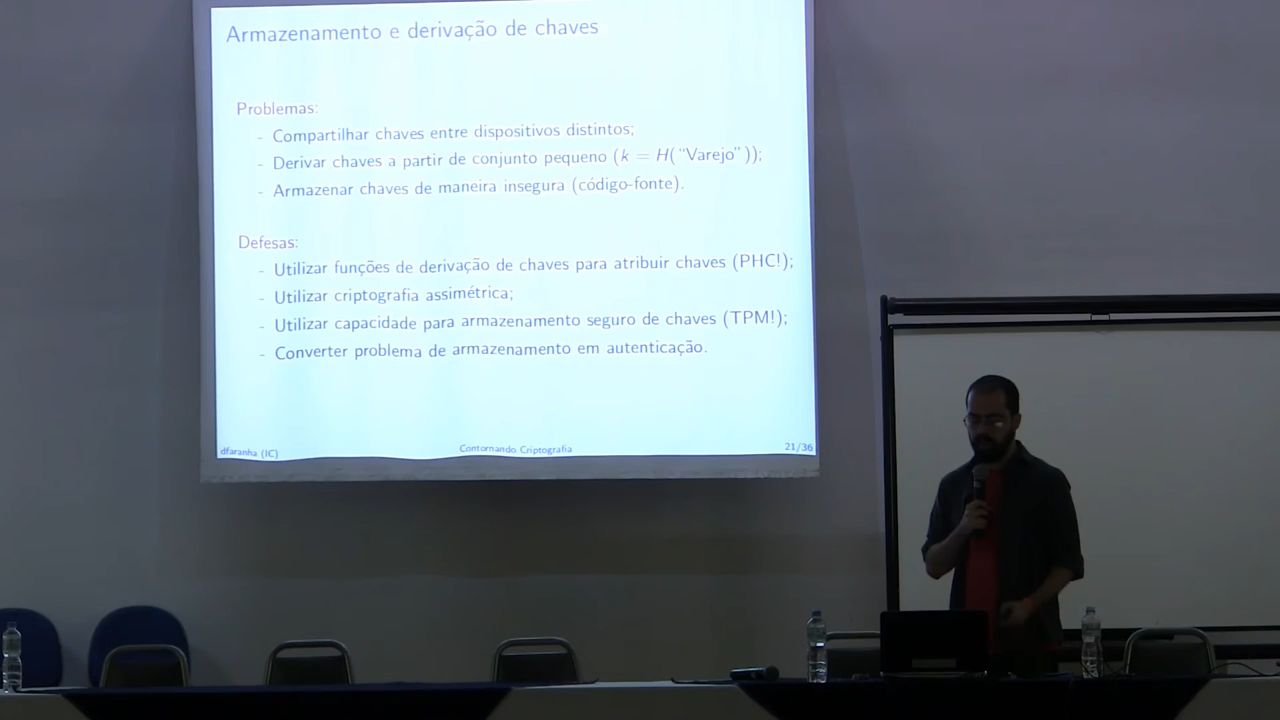 Armazenamento e derivação de chaves
Problemas:
- Compartilhar chaves entre dispositivos distintos;
- Derivar chaves a partir de conjunto pequeno (k = H("Varejo"));
- Armazenar chaves de maneira insegura (código-fonte).
Defesas:
- Utilizar funções de derivação de chaves para atribuir chaves (PHC!);
- Utilizar criptografia assimétrica;
- Utilizar capacidade para armazenamento seguro de chaves (TPM!);
- Converter problema de armazenamento em autenticação.
dfaranha (IC) Contornando Criptografia 21/36